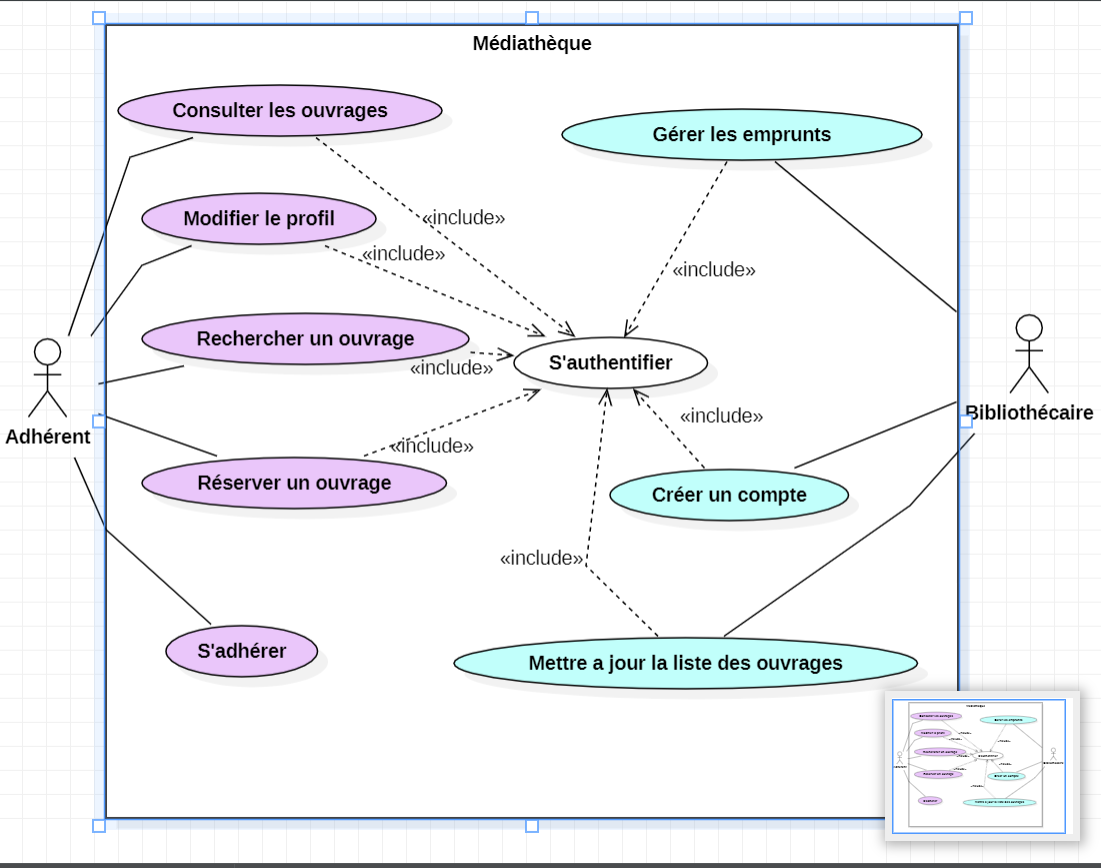 Médiathèque
Consulter les ouvrages
Gérer les emprunts
Modifier le profil
«include»
«include»
«include»
Rechercher un ouvrage
S'authentifier
«include»
Adhérent
Bibliothécaire
«include»
«include»
Réserver un ouvrage
Créer un compte
«include»
S'adhérer
Mettre a jour la liste des ouvrages